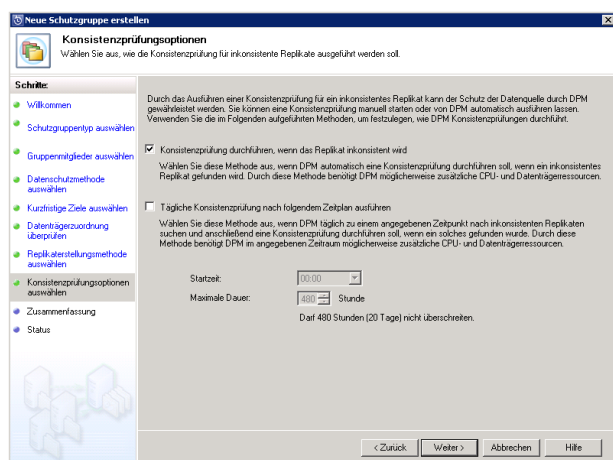 Neue Schutzgruppe erstellen
Konsistenzprüfungsoptionen
Wählen Sie aus, wie die Konsistenzprüfung für inkonsistente Replikate ausgeführt werden soll.
Schritte:
Willkommen
Schutzgruppentyp auswählen
Gruppenmitglieder auswählen
Datenschutzmethode
auswählen
Kurzfristige Ziele auswählen
Datenträgerzuordnung
überprüfen
Replikaterstellungsmethode
auswählen
Konsistenzprüfungsoptionen
auswählen
Zusammenfassung
Status
Durch das Ausführen einer Konsistenzprüfung für ein inkonsistentes Replikat kann der Schutz der Datenquelle durch DPM
gewährleistet werden. Sie können eine Konsistenzprüfung manuell starten oder von DPM automatisch ausführen lassen.
Verwenden Sie die im Folgenden aufgeführten Methoden, um festzulegen, wie DPM Konsistenzprüfungen durchführt.
Konsistenzprüfung durchführen, wenn das Replikat inkonsistent wird
Wählen Sie diese Methode aus, wenn DPM automatisch eine Konsistenzprüfung durchführen soll, wenn ein inkonsistentes
Replikat gefunden wird. Durch diese Methode benötigt DPM möglicherweise zusätzliche CPU- und Datenträgerressourcen.
Tägliche Konsistenzprüfung nach folgendem Zeitplan ausführen
Wählen Sie diese Methode aus, wenn DPM täglich zu einem angegebenen Zeitpunkt nach inkonsistenten Replikaten
suchen und anschließend eine Konsistenzprüfung durchführen soll, wenn ein solches gefunden wurde. Durch diese
Methode benötigt DPM im angegebenen Zeitraum möglicherweise zusätzliche CPU- und Datenträgerressourcen.
Startzeit: 00:00
Maximale Dauer: 480 Stunde
Darf 480 Stunden (20 Tage) nicht überschreiten.
< Zurück Weiter > Abbrechen Hilfe